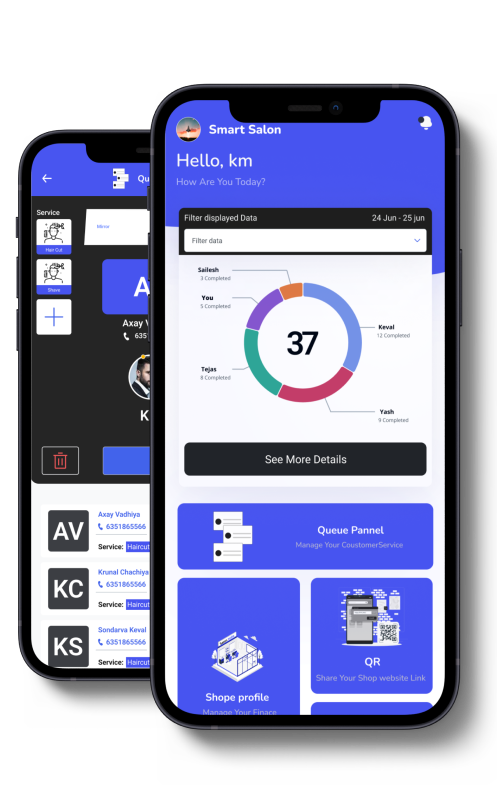 Smart Salon
Hello, km
How Are You Today?
Filter displayed Data 24 Jun - 25 jun
Filter data
Sailesh
3 Completed
You
5 Completed
Keval
12 Completed
37
Tejas
8 Completed
Yash
9 Completed
See More Details
Queue Pannel
Manage Your CoustomerService
Shope profile
Manage Your Finace
QR
Share Your Shop website Link
Qu
Service
Hair Cut
Shave
Mirror
A
Axay V
635
K
AV
Axay Vadhiya
6351865566
Service: Haircut
KC
Krunal Chachiya
6351865566
Service: Haircut
KS
Sondarva Keval
6351865566
Service: Haircut